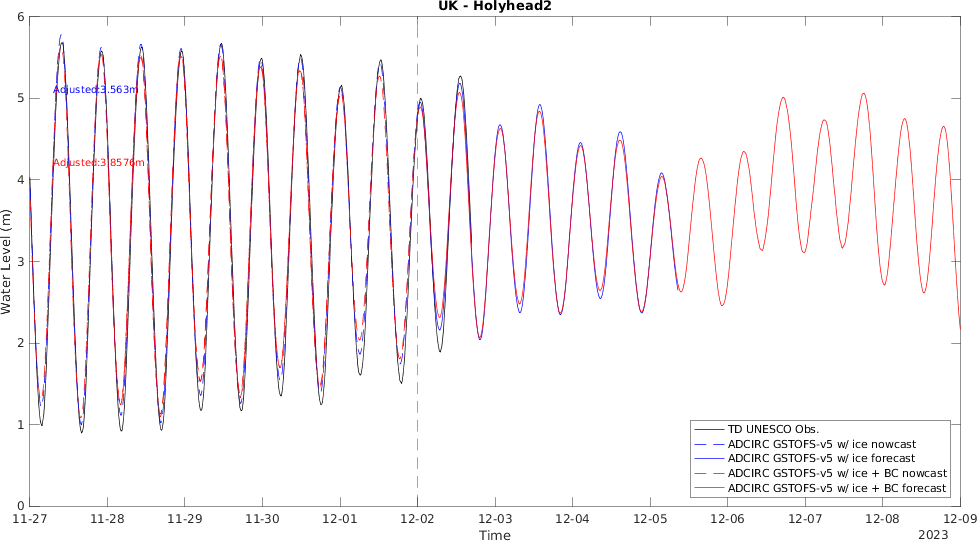 UK - Holyhead2
6
5
4
3
2
1
0
Water Level (m)
Adjusted:3.563m
Adjusted:3.8576m
TD UNESCO Obs.
ADCIRC GSTOFS-v5 w/ ice nowcast
ADCIRC GSTOFS-v5 w/ ice forecast
ADCIRC GSTOFS-v5 w/ ice + BC nowcast
ADCIRC GSTOFS-v5 w/ ice + BC forecast
11-27 11-28 11-29 11-30 12-01 12-02 12-03 12-04 12-05 12-06 12-07 12-08 12-09
Time
2023